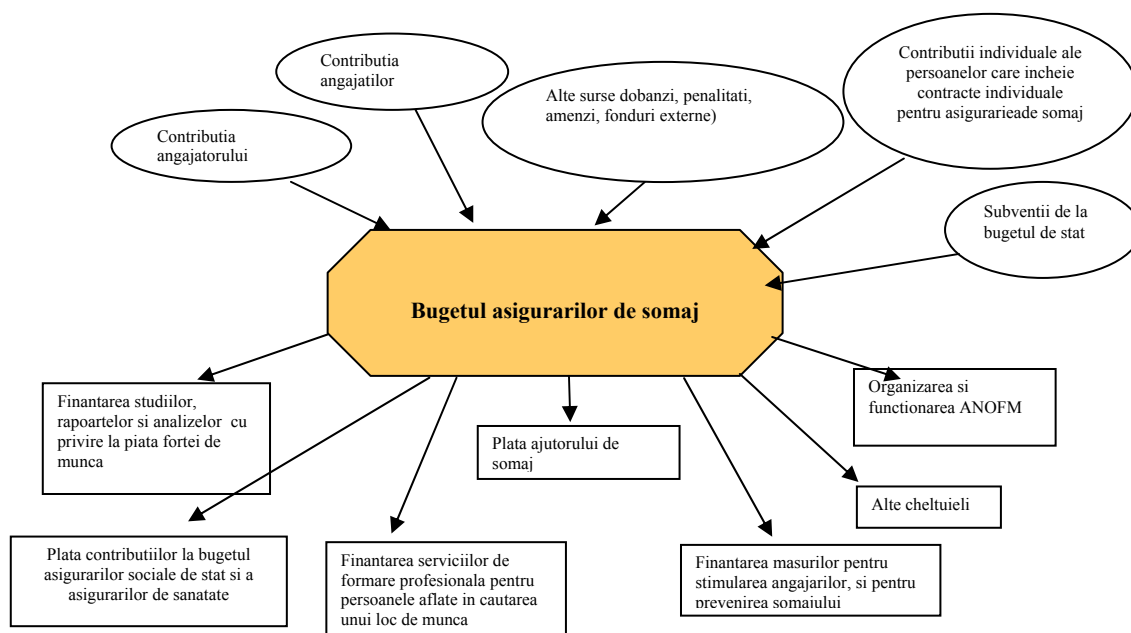 Contributia
angajatorului
Contributia
angajatilor
Alte surse dobanzi, penalitati,
amenzi, fonduri externe)
Contributii individuale ale
persoanelor care incheie
contracte individuale
pentru asigurarieade somaj
Subventii de la
bugetul de stat
Bugetul asigurarilor de somaj
Finantarea studiilor,
rapoartelor si analizelor cu
privire la piata fortei de
munca
Plata ajutorului de
somaj
Organizarea si
functionarea ANOFM
Alte cheltuieli
Plata contributiilor la bugetul
asigurarilor sociale de stat si a
asigurarilor de sanatate
Finantarea serviciilor de
formare profesionala pentru
persoanele aflate in cautarea
unui loc de munca
Finantarea masurilor pentru
stimularea angajarilor, si pentru
prevenirea somajului